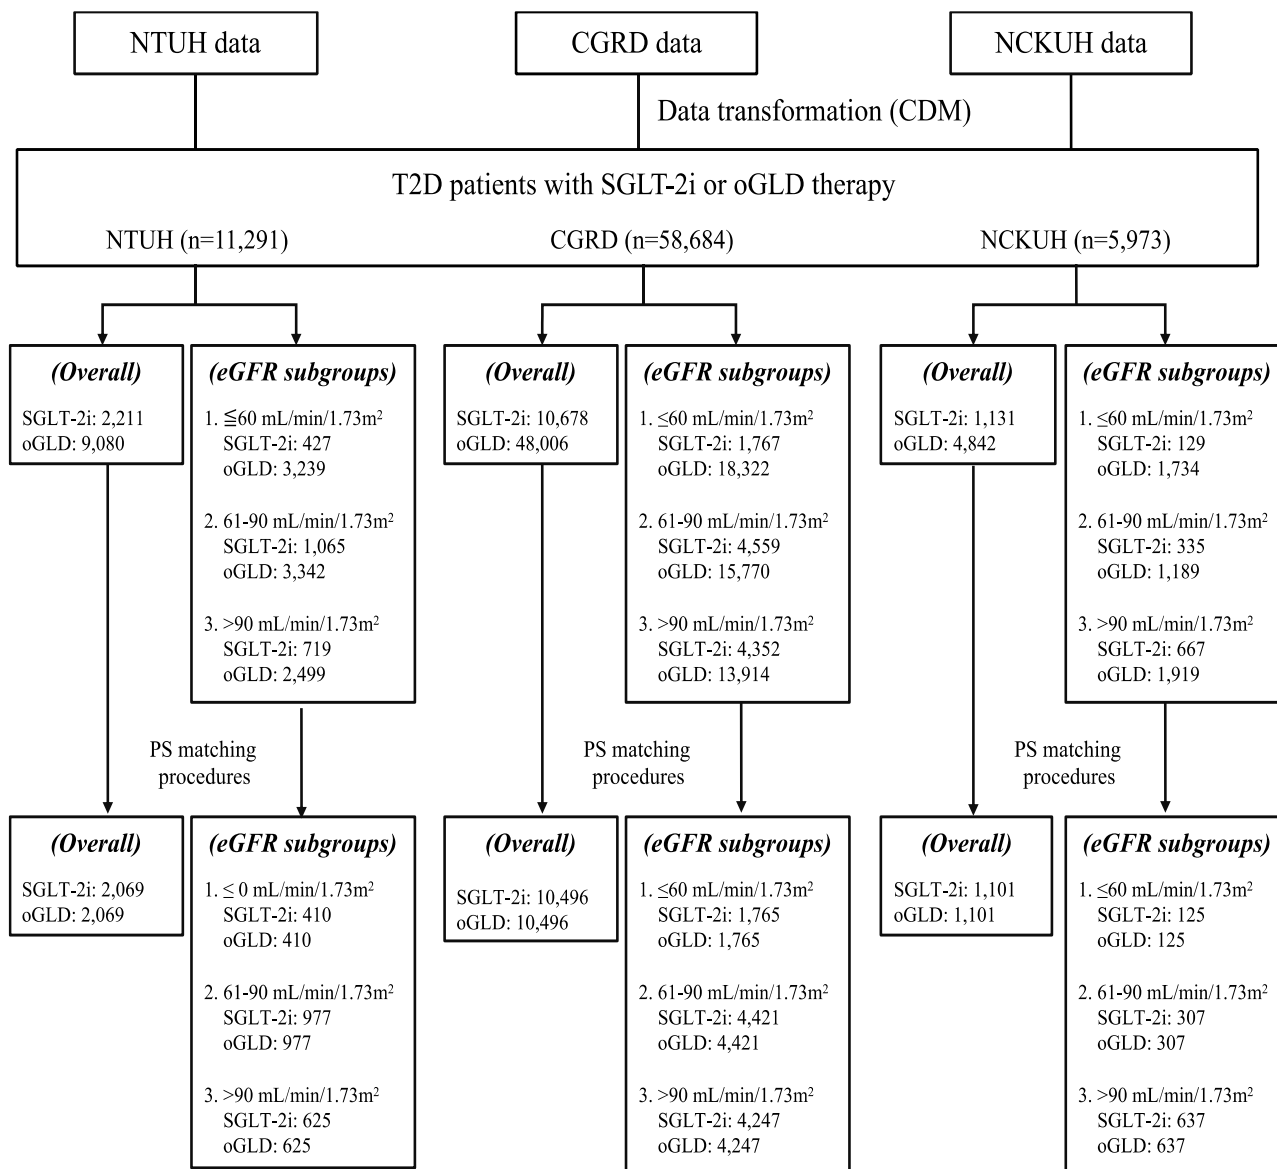 NTUH data
CGRD data
NCKUH data
Data transformation (CDM)
T2D patients with SGLT-2i or oGLD therapy
NTUH (n=11,291)
CGRD (n=58,684)
NCKUH (n=5,973)
(Overall)
SGLT-2i: 2,211
oGLD: 9,080
(eGFR subgroups)
1. ≦60 mL/min/1.73m²
SGLT-2i: 427
oGLD: 3,239
2. 61-90 mL/min/1.73m²
SGLT-2i: 1,065
oGLD: 3,342
3. >90 mL/min/1.73m²
SGLT-2i: 719
oGLD: 2,499
(Overall)
SGLT-2i: 10,678
oGLD: 48,006
(eGFR subgroups)
1. ≤60 mL/min/1.73m²
SGLT-2i: 1,767
oGLD: 18,322
2. 61-90 mL/min/1.73m²
SGLT-2i: 4,559
oGLD: 15,770
3. >90 mL/min/1.73m²
SGLT-2i: 4,352
oGLD: 13,914
(Overall)
SGLT-2i: 1,131
oGLD: 4,842
(eGFR subgroups)
1. ≤60 mL/min/1.73m²
SGLT-2i: 129
oGLD: 1,734
2. 61-90 mL/min/1.73m²
SGLT-2i: 335
oGLD: 1,189
3. >90 mL/min/1.73m²
SGLT-2i: 667
oGLD: 1,919
PS matching
procedures
PS matching
procedures
PS matching
procedures
(Overall)
SGLT-2i: 2,069
oGLD: 2,069
(eGFR subgroups)
1. ≤ 0 mL/min/1.73m²
SGLT-2i: 410
oGLD: 410
2. 61-90 mL/min/1.73m²
SGLT-2i: 977
oGLD: 977
3. >90 mL/min/1.73m²
SGLT-2i: 625
oGLD: 625
(Overall)
SGLT-2i: 10,496
oGLD: 10,496
(eGFR subgroups)
1. ≤60 mL/min/1.73m²
SGLT-2i: 1,765
oGLD: 1,765
2. 61-90 mL/min/1.73m²
SGLT-2i: 4,421
oGLD: 4,421
3. >90 mL/min/1.73m²
SGLT-2i: 4,247
oGLD: 4,247
(Overall)
SGLT-2i: 1,101
oGLD: 1,101
(eGFR subgroups)
1. ≤60 mL/min/1.73m²
SGLT-2i: 125
oGLD: 125
2. 61-90 mL/min/1.73m²
SGLT-2i: 307
oGLD: 307
3. >90 mL/min/1.73m²
SGLT-2i: 637
oGLD: 637